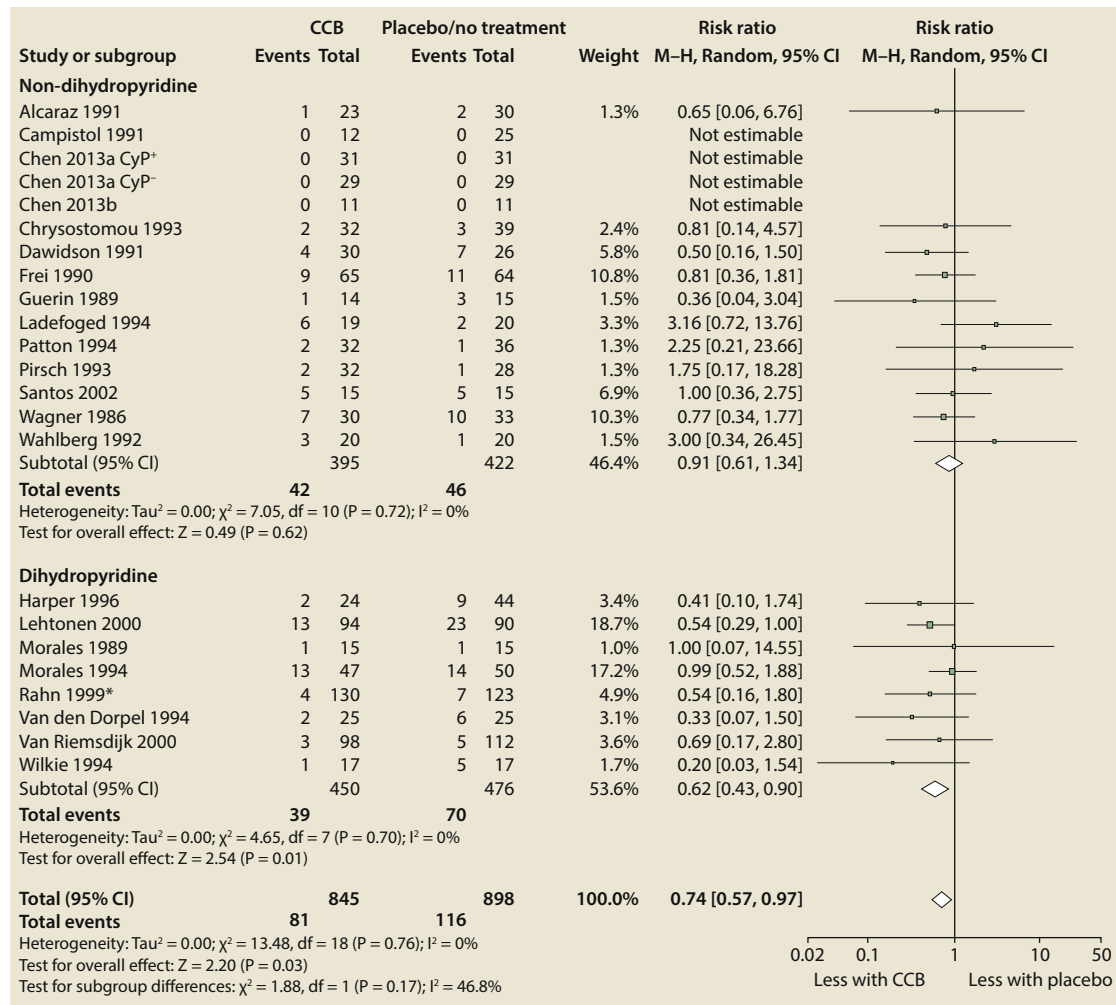 CCB Placebo/no treatment Risk ratio Risk ratio
Study or subgroup Events Total Events Total Weight M–H, Random, 95% CI M–H, Random, 95% CI
Non-dihydropyridine
Alcaraz 1991 1 23 2 30 1.3% 0.65 [0.06, 6.76]
Campistol 1991 0 12 0 25 Not estimable
Chen 2013a CyP⁺ 0 31 0 31 Not estimable
Chen 2013a CyP⁻ 0 29 0 29 Not estimable
Chen 2013b 0 11 0 11 Not estimable
Chrysostomou 1993 2 32 3 39 2.4% 0.81 [0.14, 4.57]
Dawidson 1991 4 30 7 26 5.8% 0.50 [0.16, 1.50]
Frei 1990 9 65 11 64 10.8% 0.81 [0.36, 1.81]
Guerin 1989 1 14 3 15 1.5% 0.36 [0.04, 3.04]
Ladefoged 1994 6 19 2 20 3.3% 3.16 [0.72, 13.76]
Patton 1994 2 32 1 36 1.3% 2.25 [0.21, 23.66]
Pirsch 1993 2 32 1 28 1.3% 1.75 [0.17, 18.28]
Santos 2002 5 15 5 15 6.9% 1.00 [0.36, 2.75]
Wagner 1986 7 30 10 33 10.3% 0.77 [0.34, 1.77]
Wahlberg 1992 3 20 1 20 1.5% 3.00 [0.34, 26.45]
Subtotal (95% CI) 395 422 46.4% 0.91 [0.61, 1.34]
Total events 42 46
Heterogeneity: Tau² = 0.00; χ² = 7.05, df = 10 (P = 0.72); I² = 0%
Test for overall effect: Z = 0.49 (P = 0.62)
Dihydropyridine
Harper 1996 2 24 9 44 3.4% 0.41 [0.10, 1.74]
Lehtonen 2000 13 94 23 90 18.7% 0.54 [0.29, 1.00]
Morales 1989 1 15 1 15 1.0% 1.00 [0.07, 14.55]
Morales 1994 13 47 14 50 17.2% 0.99 [0.52, 1.88]
Rahn 1999* 4 130 7 123 4.9% 0.54 [0.16, 1.80]
Van den Dorpel 1994 2 25 6 25 3.1% 0.33 [0.07, 1.50]
Van Riemsdijk 2000 3 98 5 112 3.6% 0.69 [0.17, 2.80]
Wilkie 1994 1 17 5 17 1.7% 0.20 [0.03, 1.54]
Subtotal (95% CI) 450 476 53.6% 0.62 [0.43, 0.90]
Total events 39 70
Heterogeneity: Tau² = 0.00; χ² = 4.65, df = 7 (P = 0.70); I² = 0%
Test for overall effect: Z = 2.54 (P = 0.01)
Total (95% CI) 845 898 100.0% 0.74 [0.57, 0.97]
Total events 81 116
Heterogeneity: Tau² = 0.00; χ² = 13.48, df = 18 (P = 0.76); I² = 0%
Test for overall effect: Z = 2.20 (P = 0.03)
Test for subgroup differences: χ² = 1.88, df = 1 (P = 0.17); I² = 46.8%
0.02 0.1 1 10 50
Less with CCB Less with placebo